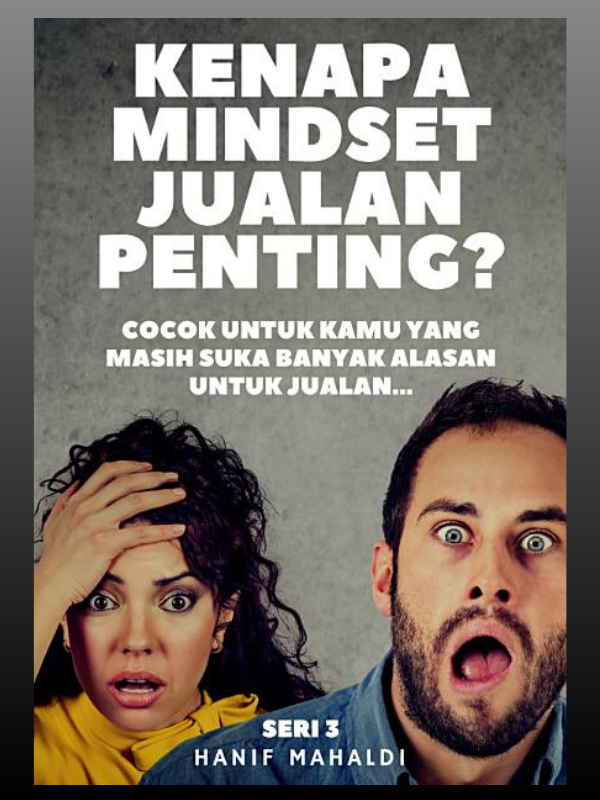 KENAPA
MINDSET
JUALAN
PENTING?
COCOK UNTUK KAMU YANG
MASIH SUKA BANYAK ALASAN
UNTUK JUALAN...
SERI 3
HANIF MAHALDI